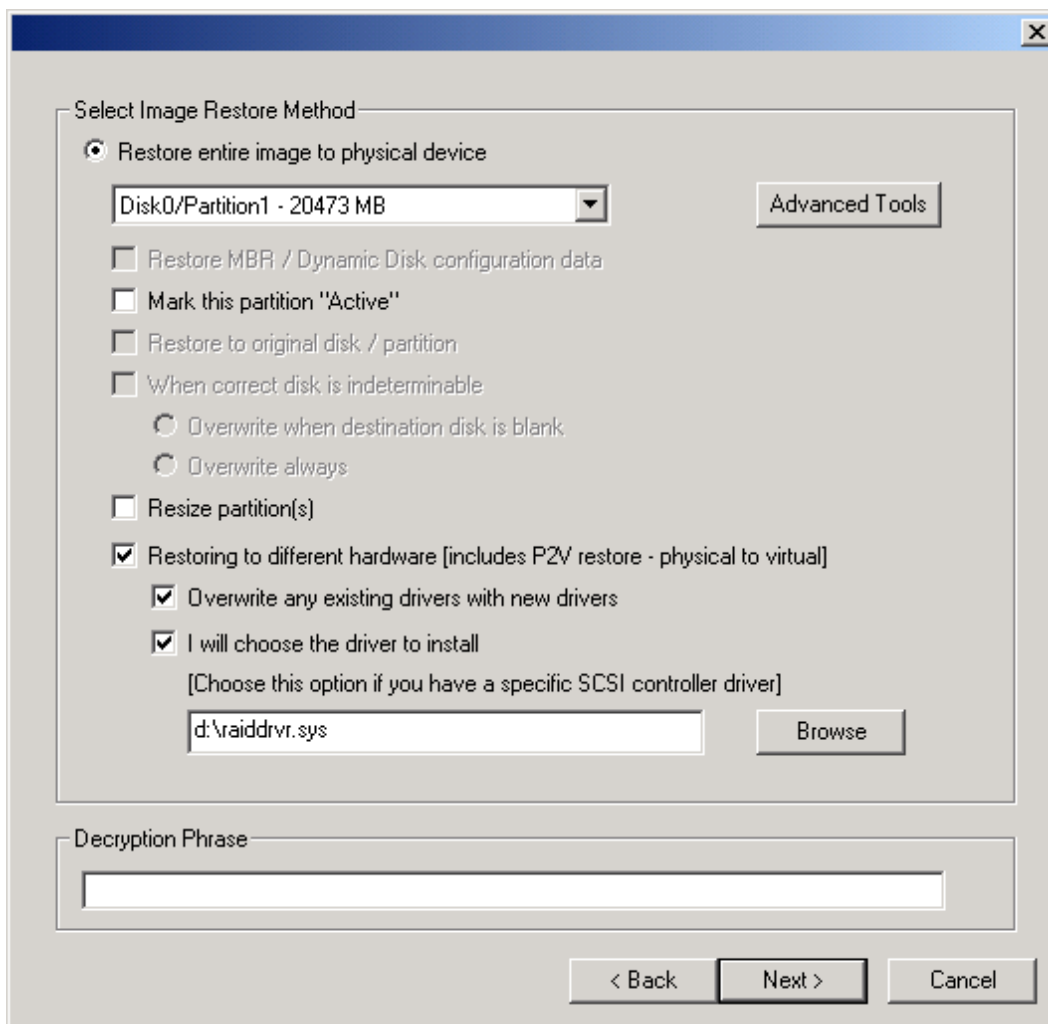 Select Image Restore Method
Restore entire image to physical device
Disk0/Partition1 - 20473 MB
Advanced Tools
Restore MBR / Dynamic Disk configuration data
Mark this partition "Active"
Restore to original disk / partition
When correct disk is indeterminable
Overwrite when destination disk is blank
Overwrite always
Resize partition(s)
Restoring to different hardware [includes P2V restore - physical to virtual]
Overwrite any existing drivers with new drivers
I will choose the driver to install
[Choose this option if you have a specific SCSI controller driver]
d:\raiddrvr.sys
Browse
Decryption Phrase
< Back
Next >
Cancel